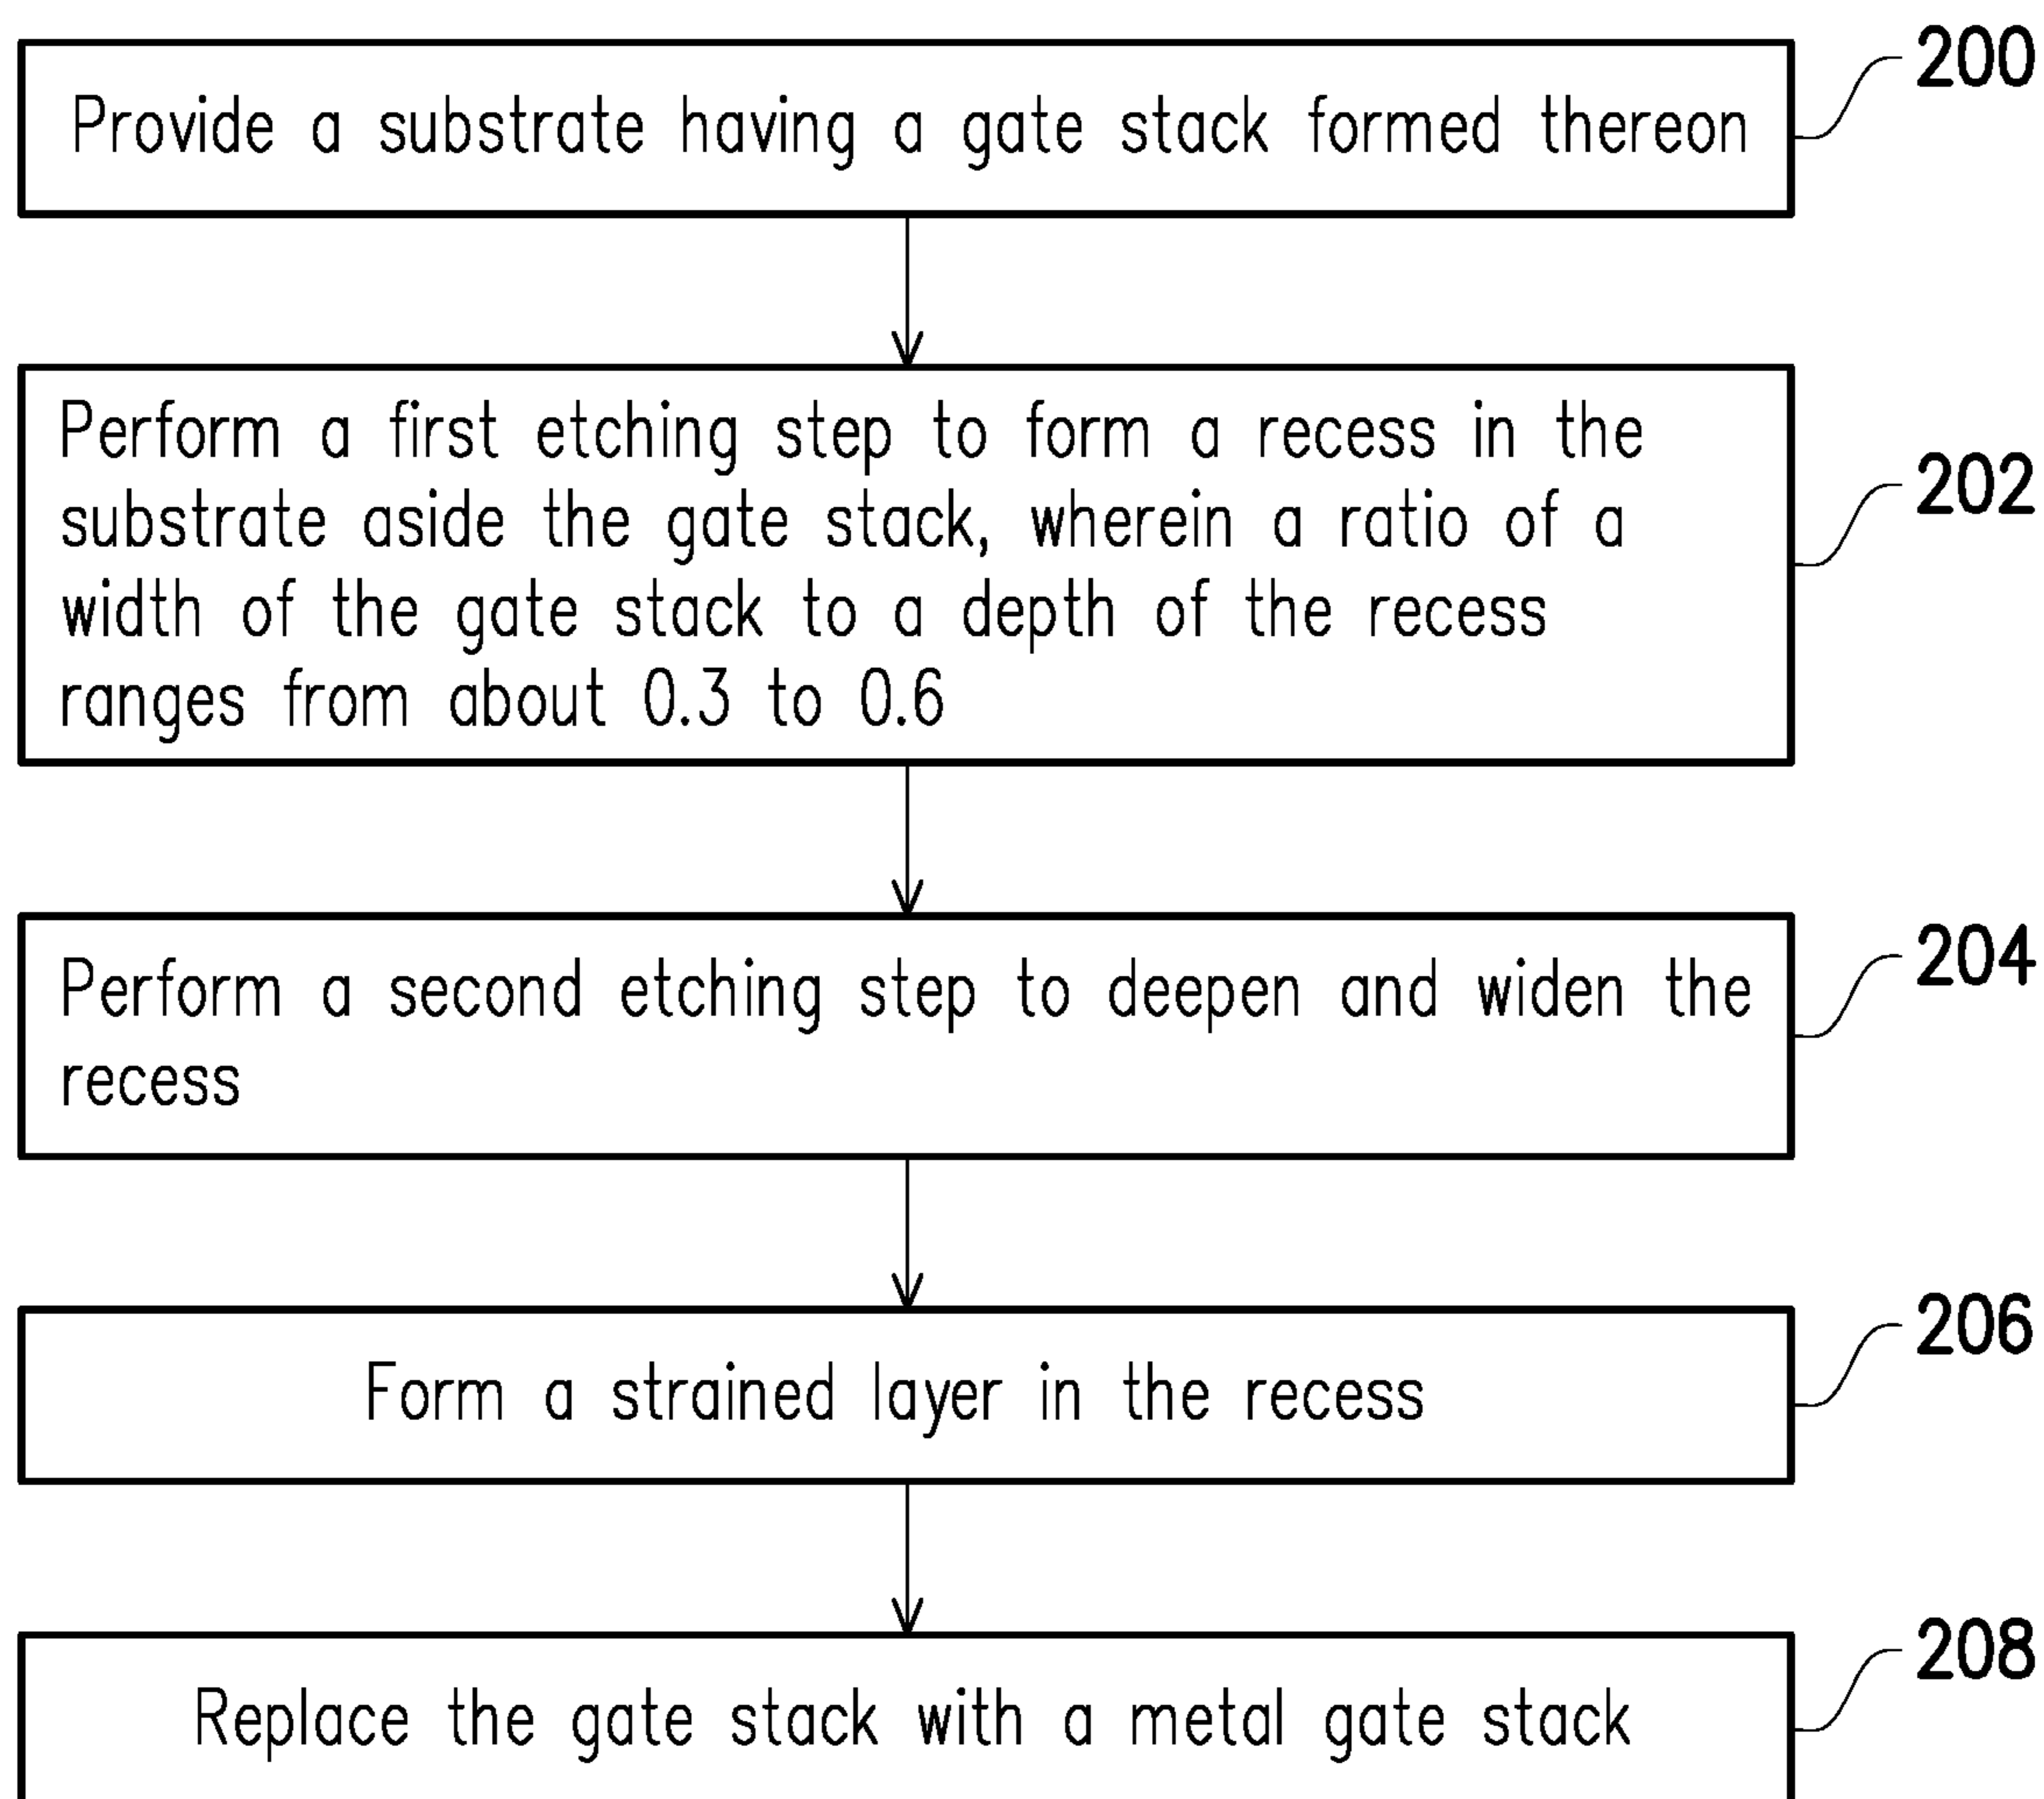 200
Provide a substrate having a gate stack formed thereon
Perform a first etching step to form a recess in the
202
substrate aside the gate stack, wherein a ratio of a
width of the gate stack to a depth of the recess
ranges from about 0.3 to 0.6
204
Perform a second etching step to deepen and widen the
recess
206
Form a strained layer in the recess
208
Replace the gate stack with a metal gate stack